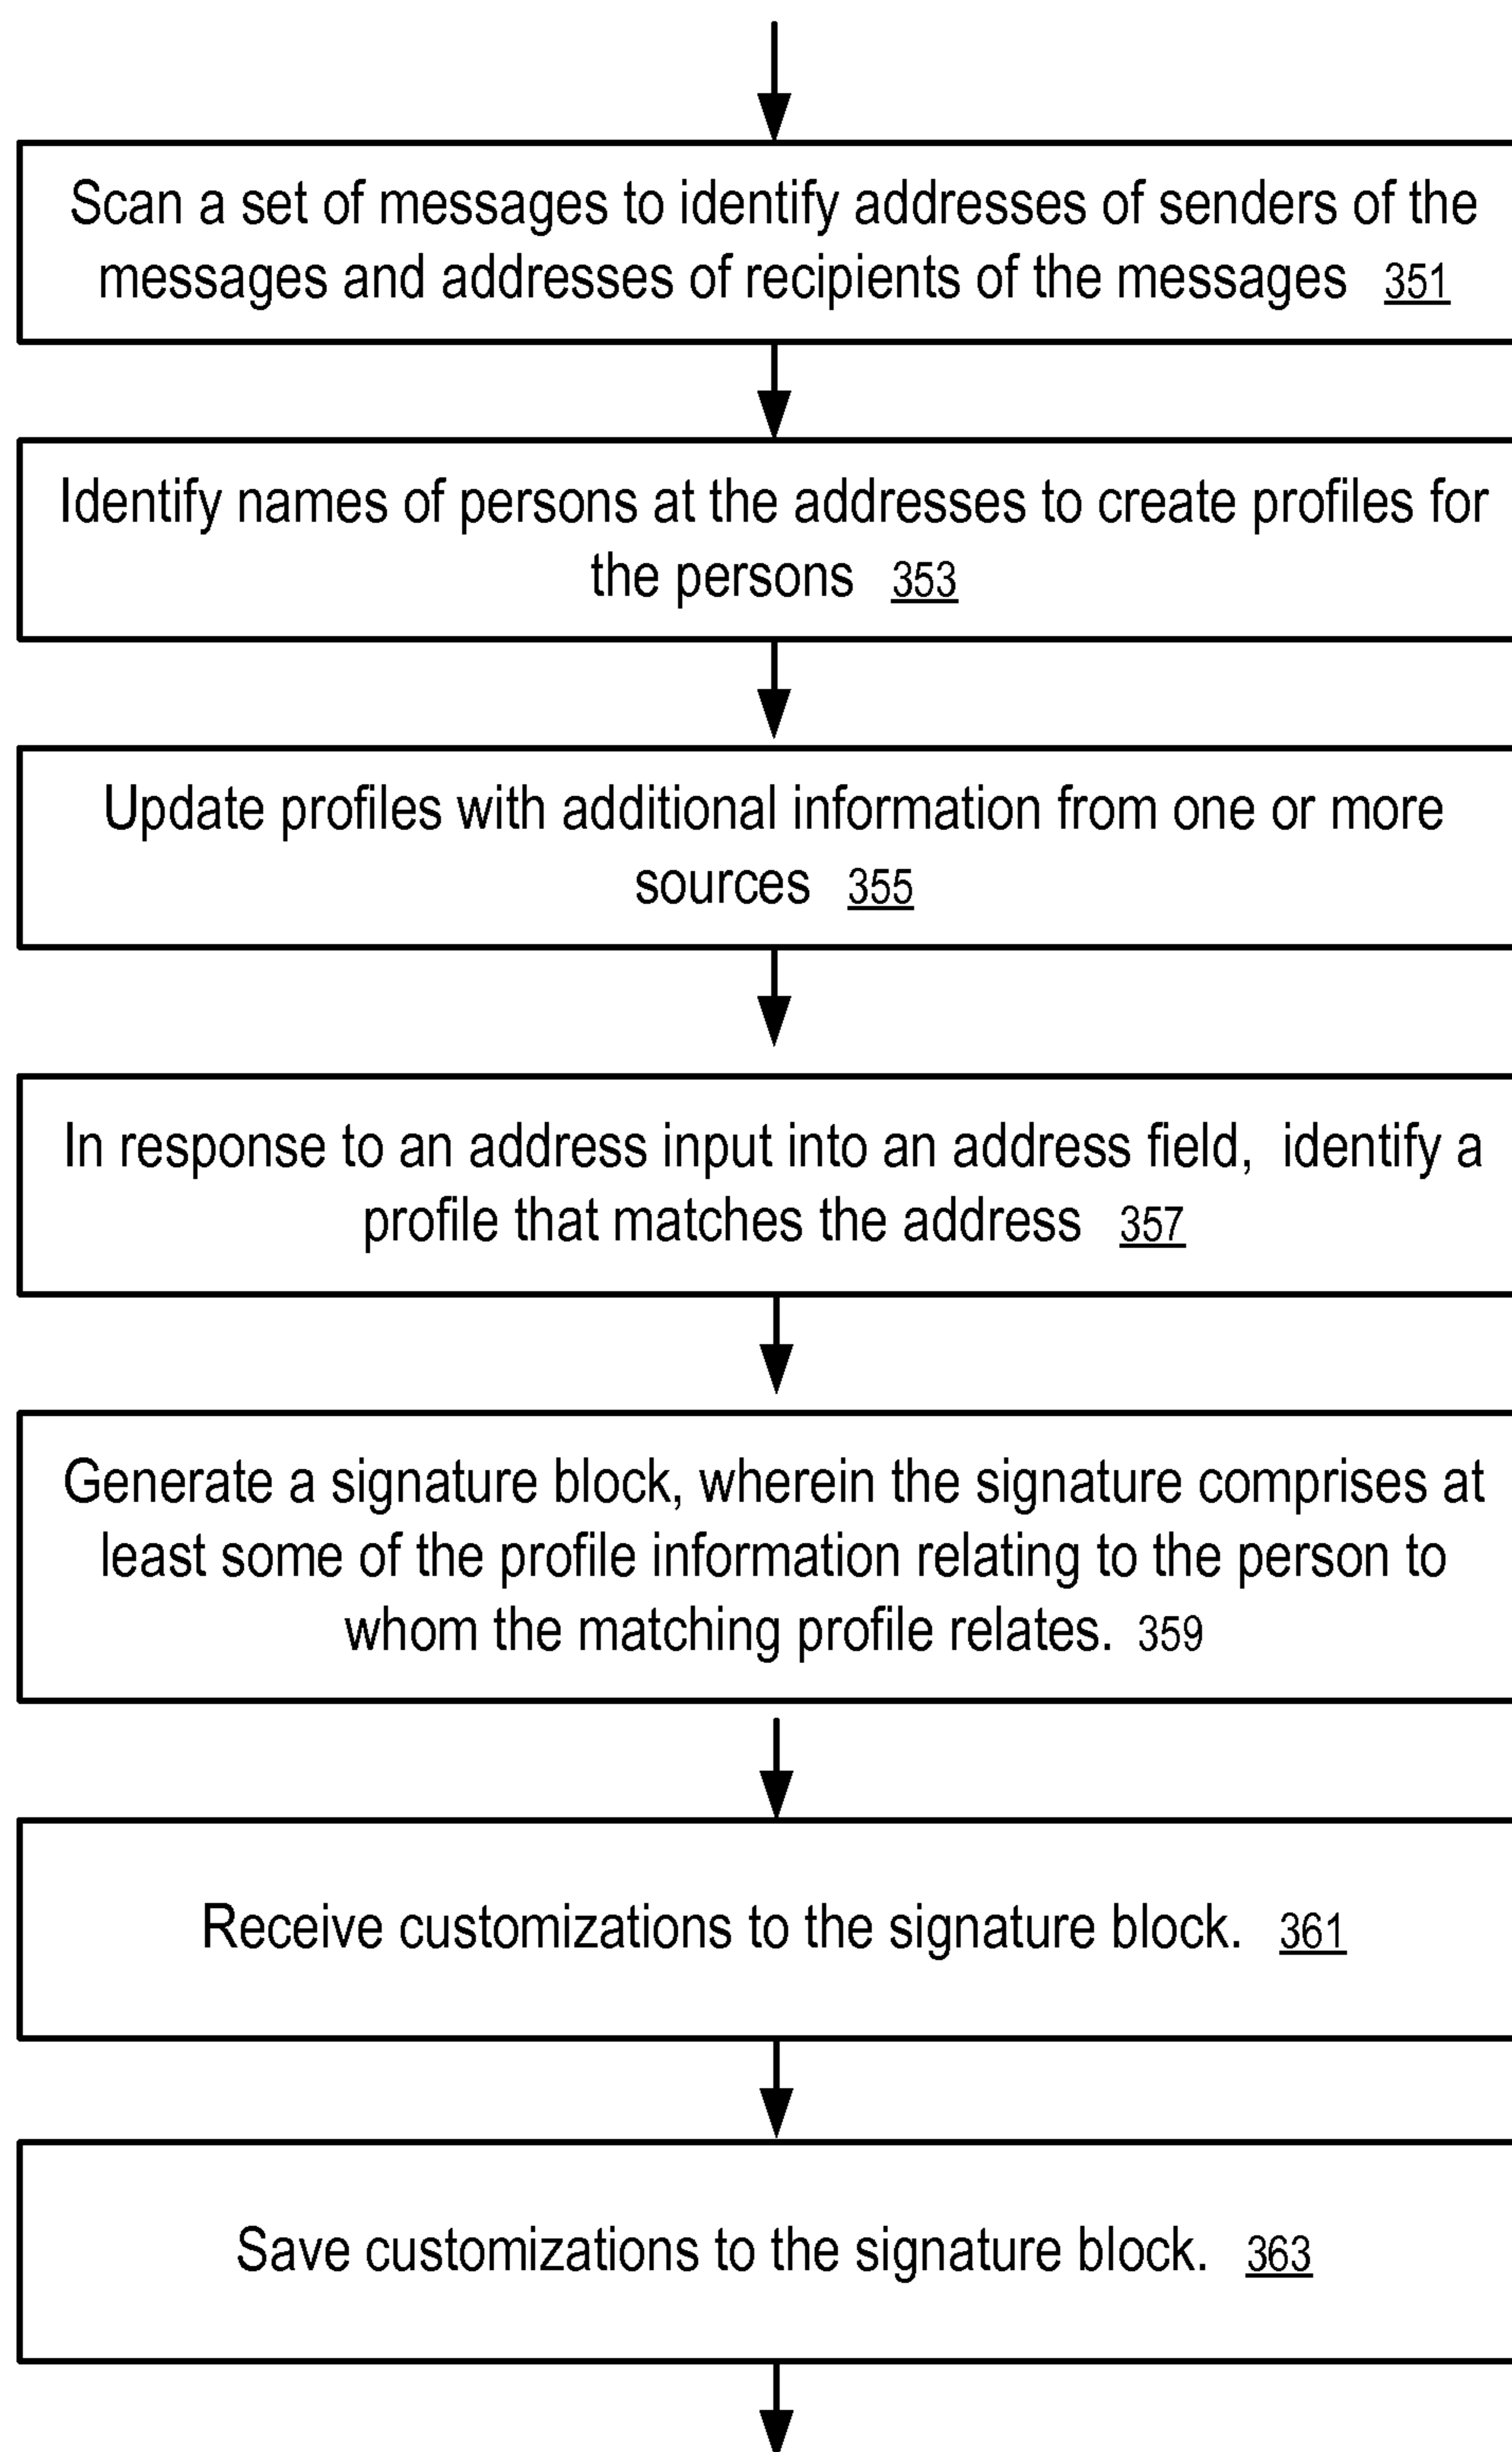 Scan a set of messages to identify addresses of senders of the
messages and addresses of recipients of the messages 351
Identify names of persons at the addresses to create profiles for
the persons 353
Update profiles with additional information from one or more
sources 355
In response to an address input into an address field, identify a
profile that matches the address 357
Generate a signature block, wherein the signature comprises at
least some of the profile information relating to the person to
whom the matching profile relates. 359
Receive customizations to the signature block. 361
Save customizations to the signature block. 363